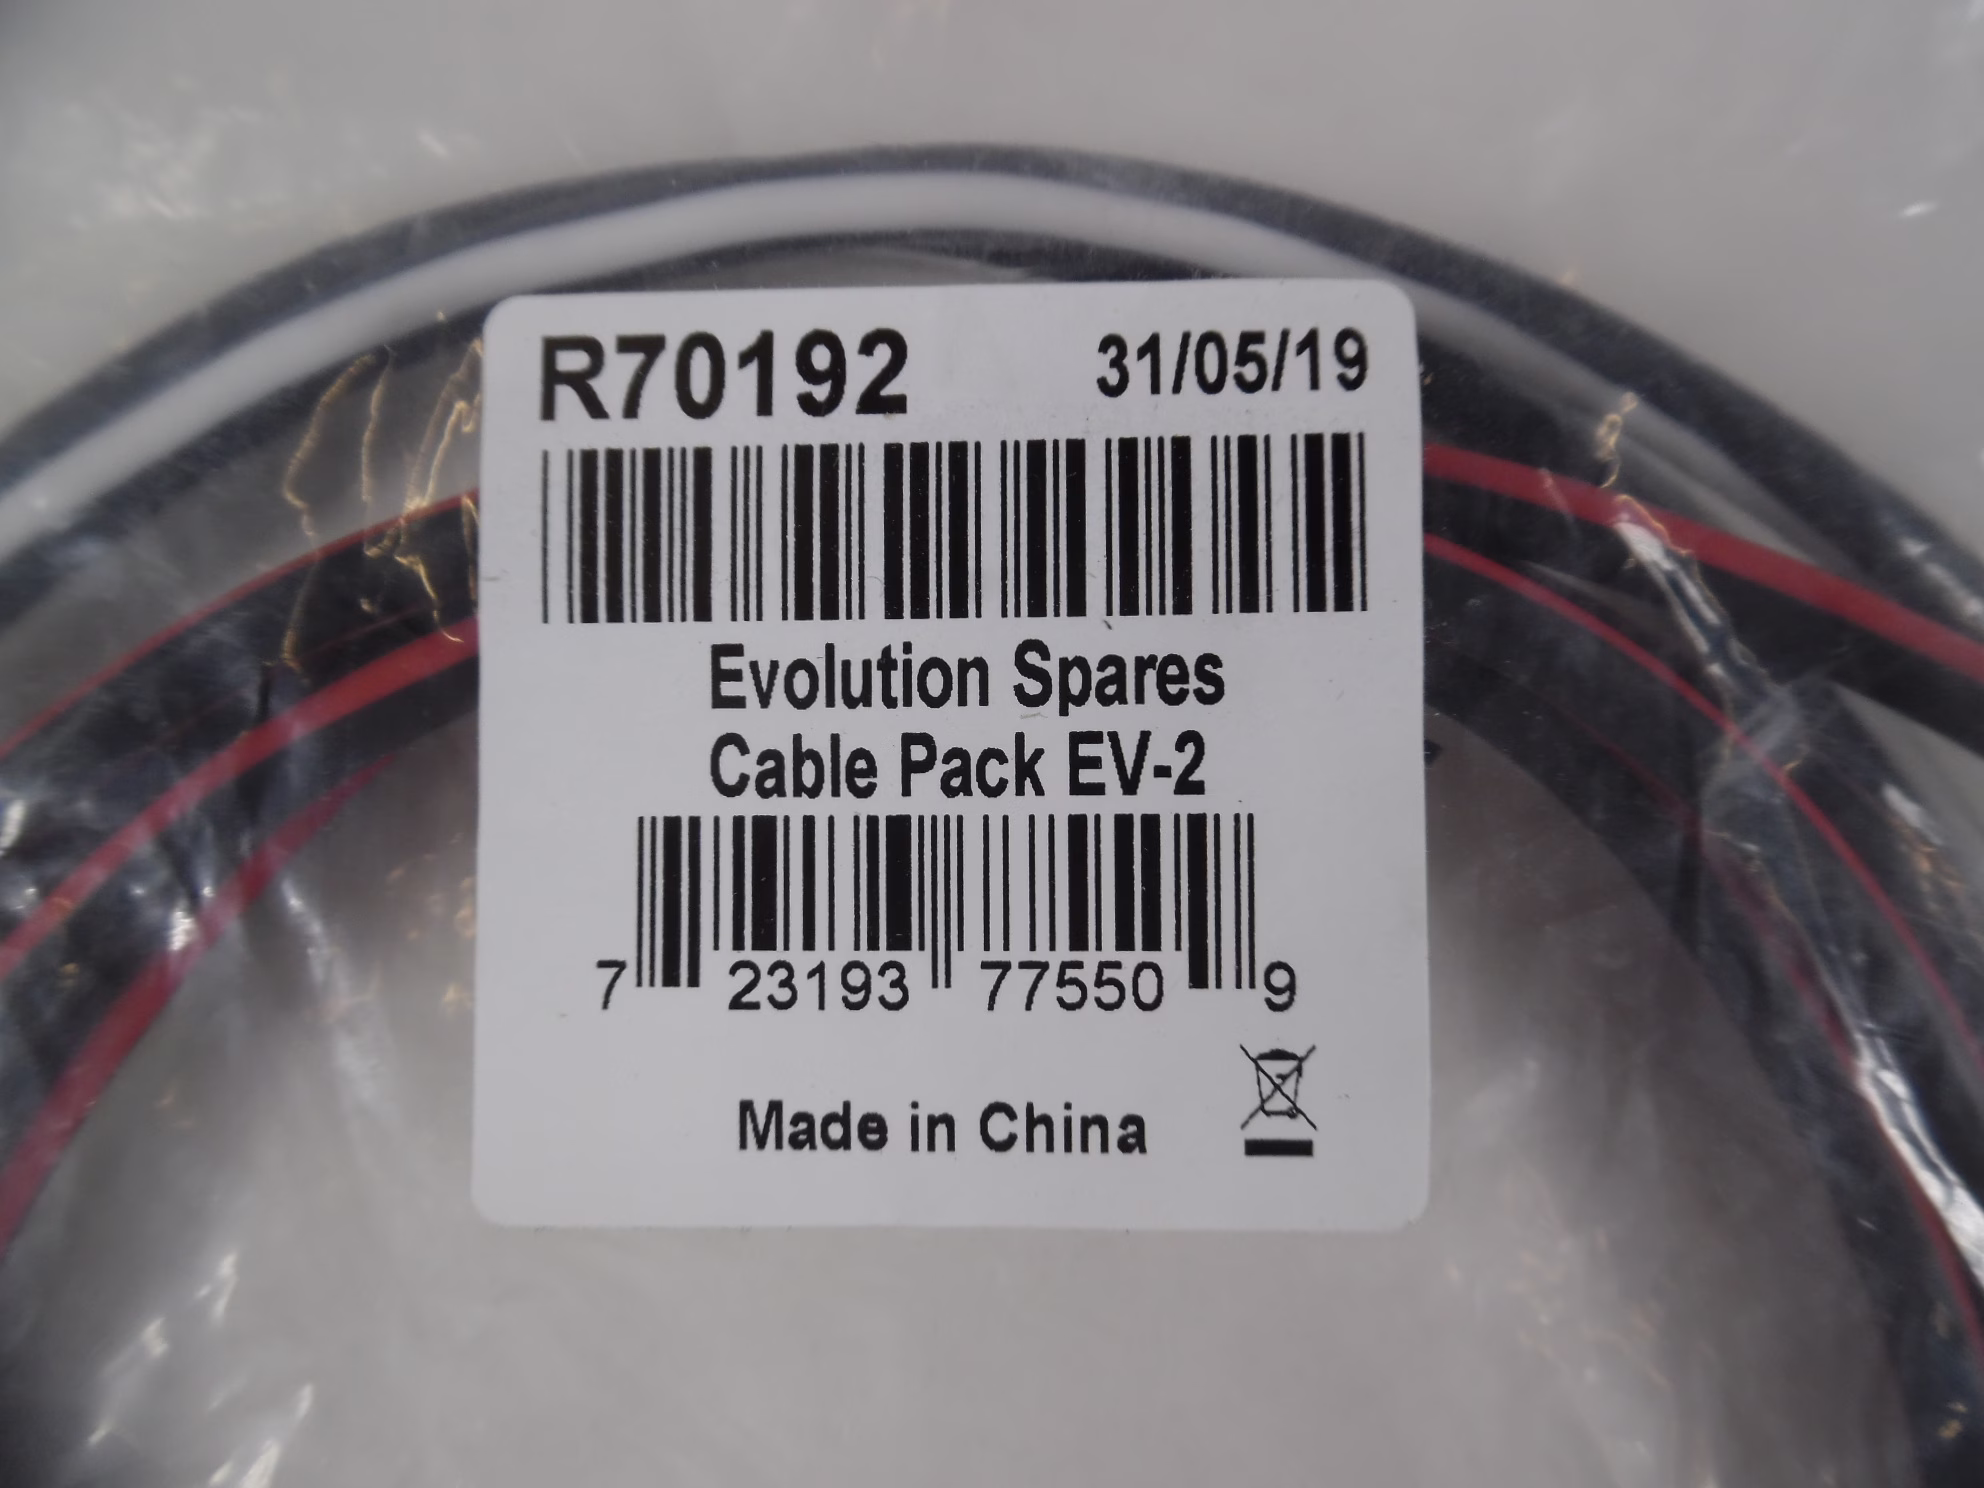 R70192 31/05/19
Evolution Spares
Cable Pack EV-2
7 23193 77550 9
Made in China